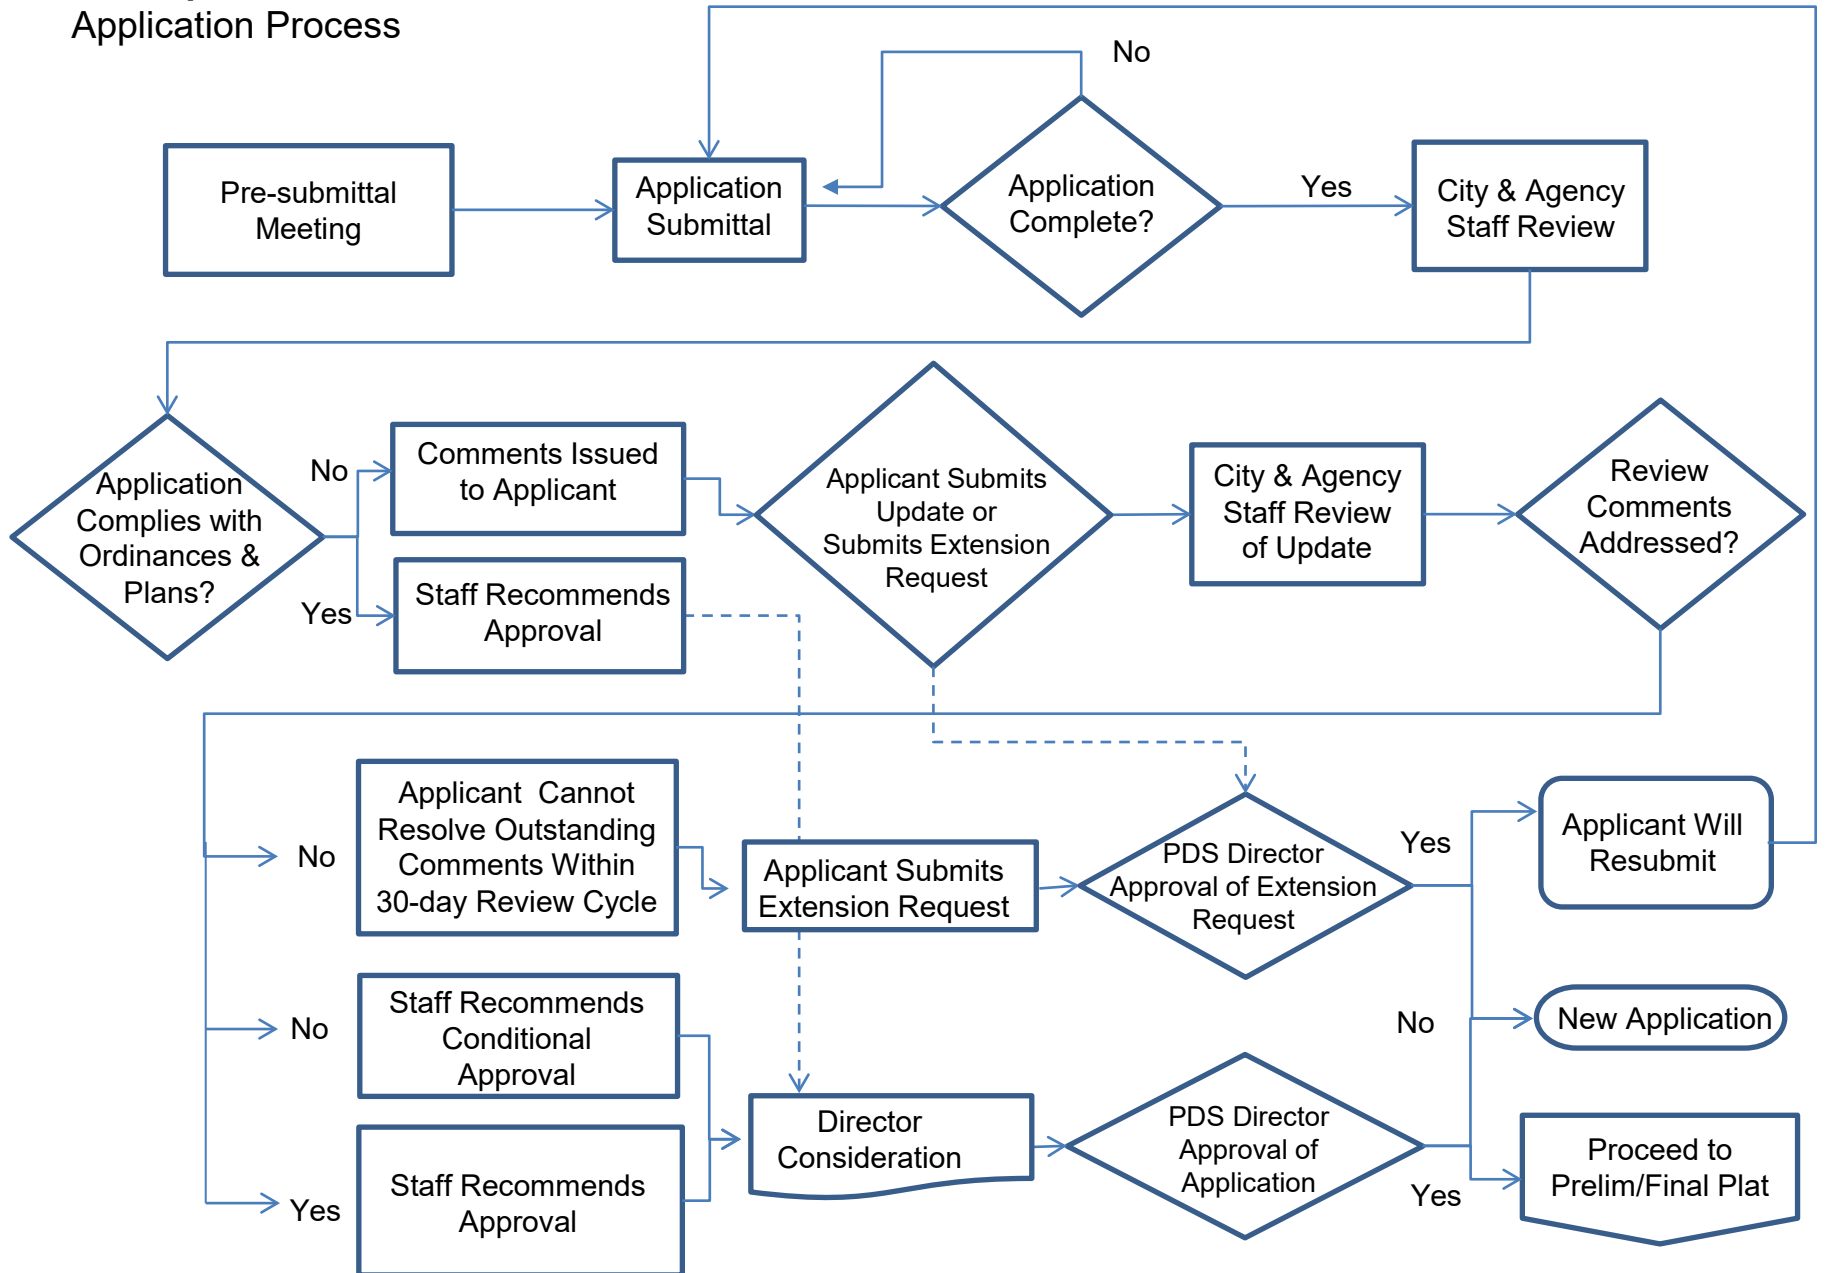 Application Process
No
Pre-submittal
Meeting
Application
Submittal
Application
Complete?
Yes
City & Agency
Staff Review
Application
Complies with
Ordinances &
Plans?
No
Yes
Comments Issued
to Applicant
Staff Recommends
Approval
Applicant Submits
Update or
Submits Extension
Request
City & Agency
Staff Review
of Update
Review
Comments
Addressed?
No
Applicant Cannot
Resolve Outstanding
Comments Within
30-day Review Cycle
Applicant Submits
Extension Request
PDS Director
Approval of Extension
Request
Yes
Applicant Will
Resubmit
No
Staff Recommends
Conditional
Approval
No
New Application
Yes
Staff Recommends
Approval
Director
Consideration
PDS Director
Approval of
Application
Yes
Proceed to
Prelim/Final Plat